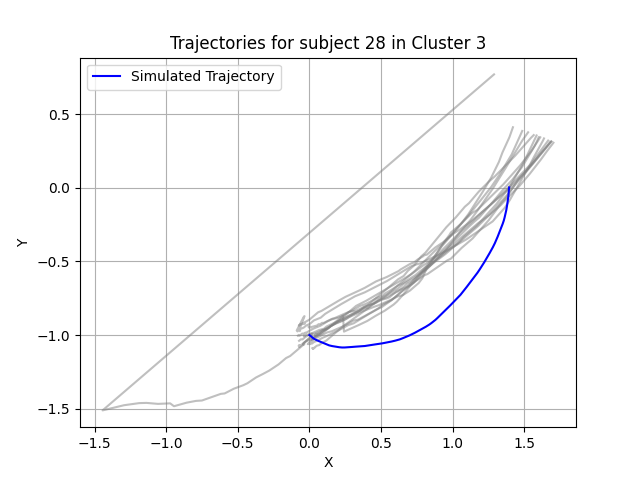 Trajectories for subject 28 in Cluster 3
Simulated Trajectory
Y
0.5
0.0
−0.5
−1.0
−1.5
−1.5 −1.0 −0.5 0.0 0.5 1.0 1.5
X